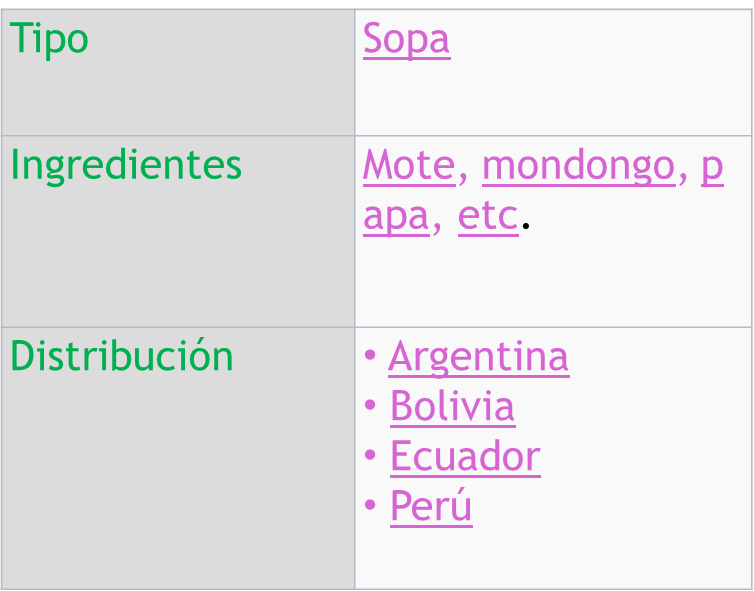 Tipo
Sopa
Ingredientes
Mote, mondongo, p
apa, etc.
Distribución
• Argentina
• Bolivia
• Ecuador
• Perú